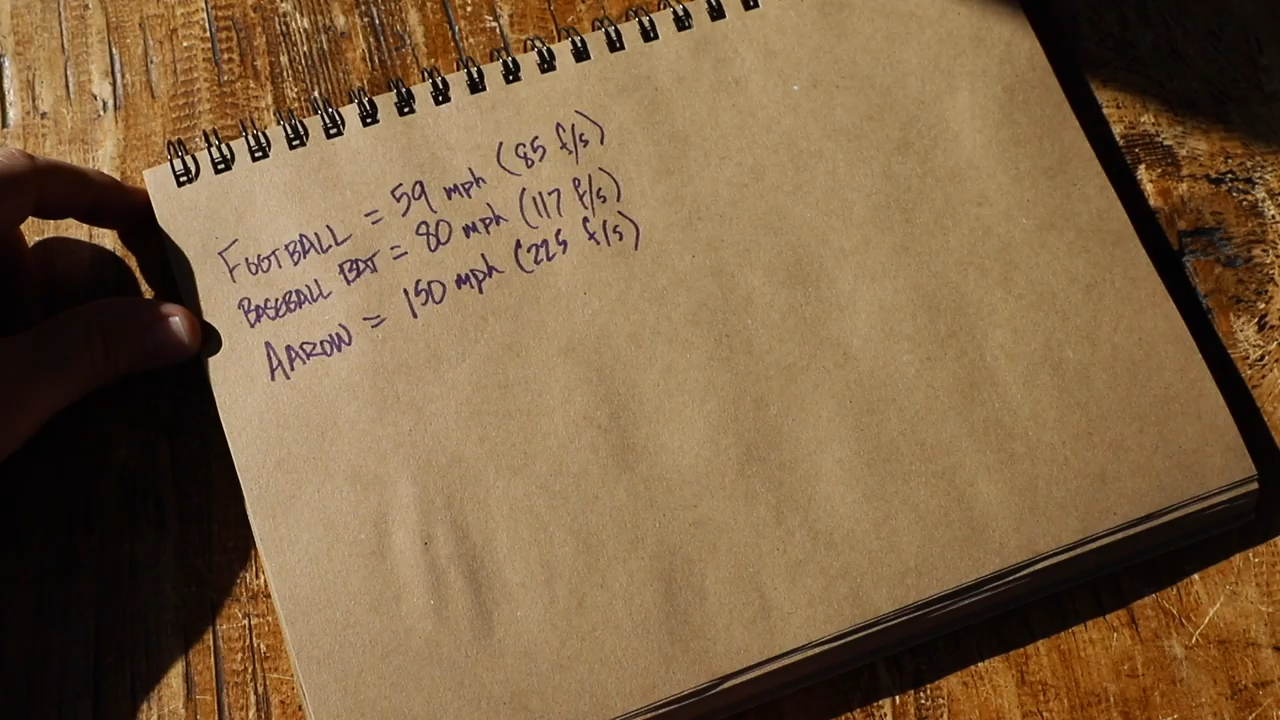 FOOTBALL = 59 mph (85 f/s)
BASEBALL BAT = 80 mph (117 f/s)
AAROW = 150 mph (225 f/s)